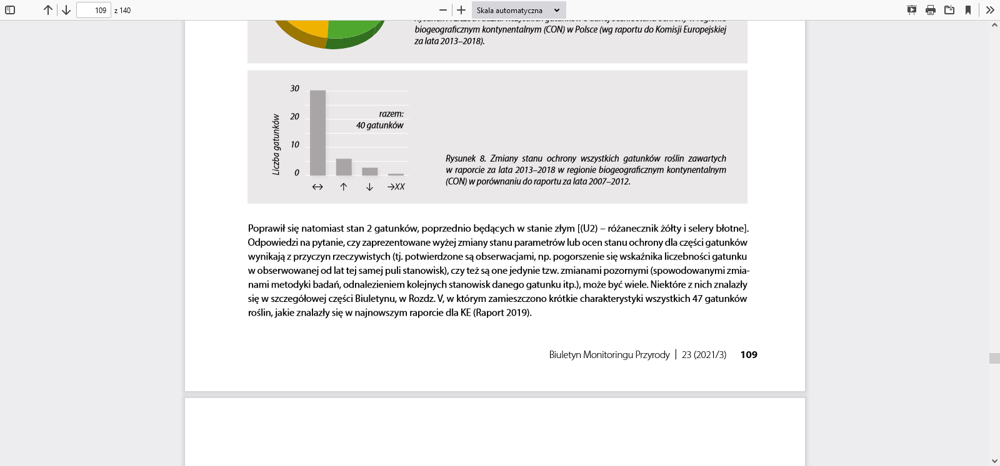 109 z 140 Skala automatyczna
biogeograficznym kontynentalnym (CON) w Polsce (wg raportu do Komisji Europejskiej
za lata 2013–2018).
30
20
10
0
Liczba gatunków
razem:
40 gatunków
↔ ↑ ↓ →XX
Rysunek 8. Zmiany stanu ochrony wszystkich gatunków roślin zawartych
w raporcie za lata 2013–2018 w regionie biogeograficznym kontynentalnym
(CON) w porównaniu do raportu za lata 2007–2012.
Poprawił się natomiast stan 2 gatunków, poprzednio będących w stanie złym [(U2) – różanecznik żółty i selery błotne].
Odpowiedzi na pytanie, czy zaprezentowane wyżej zmiany stanu parametrów lub ocen stanu ochrony dla części gatunków
wynikają z przyczyn rzeczywistych (tj. potwierdzone są obserwacjami, np. pogorszenie się wskaźnika liczebności gatunku
w obserwowanej od lat tej samej puli stanowisk), czy też są one jedynie tzw. zmianami pozornymi (spowodowanymi zmia-
nami metodyki badań, odnalezieniem kolejnych stanowisk danego gatunku itp.), może być wiele. Niektóre z nich znalazły
się w szczegółowej części Biuletynu, w Rozdz. V, w którym zamieszczono krótkie charakterystyki wszystkich 47 gatunków
roślin, jakie znalazły się w najnowszym raporcie dla KE (Raport 2019).
Biuletyn Monitoringu Przyrody | 23 (2021/3) 109